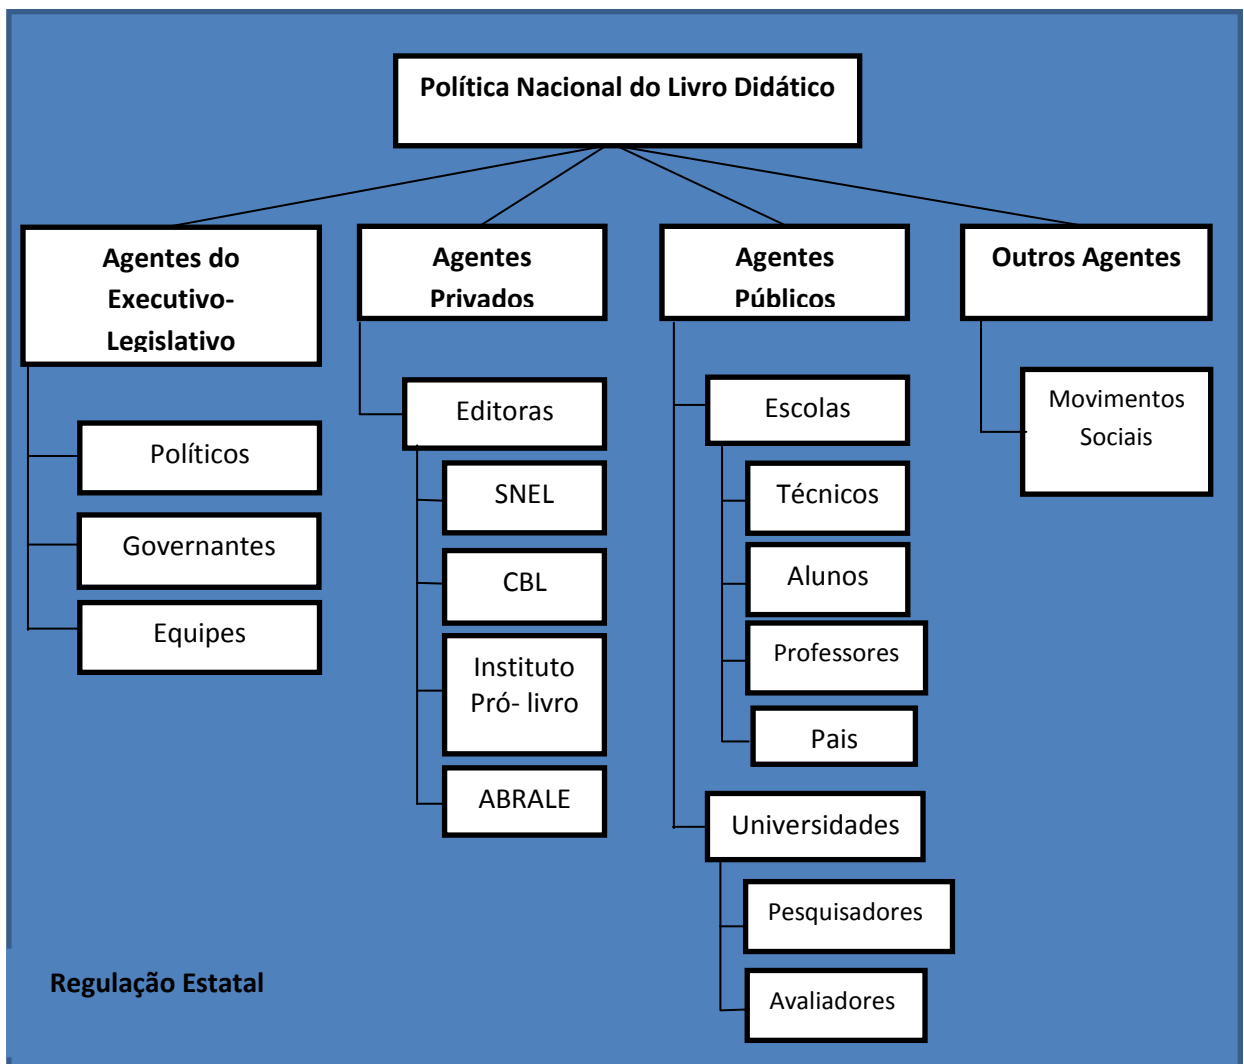 Política Nacional do Livro Didático
Agentes do
Executivo-
Legislativo
Políticos
Governantes
Equipes
Agentes
Privados
Editoras
SNEL
CBL
Instituto
Pró- livro
ABRALE
Agentes
Públicos
Escolas
Técnicos
Alunos
Professores
Pais
Universidades
Pesquisadores
Avaliadores
Outros Agentes
Movimentos
Sociais
Regulação Estatal